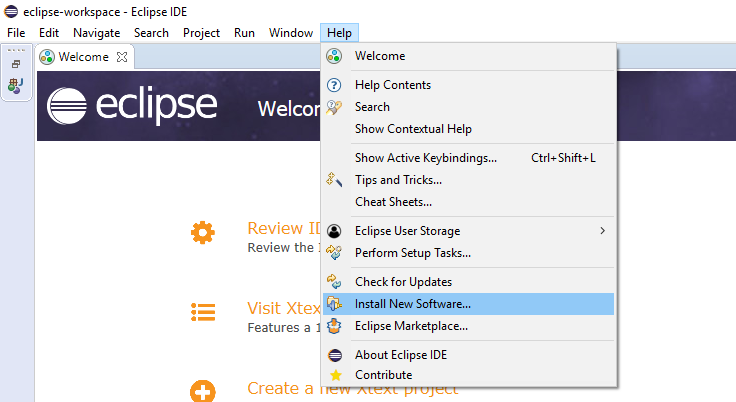 eclipse-workspace - Eclipse IDE
File Edit Navigate Search Project Run Window Help
Welcome
eclipse
Welcome
Help Contents
Search
Show Contextual Help
Show Active Keybindings... Ctrl+Shift+L
Tips and Tricks...
Cheat Sheets...
Eclipse User Storage
Perform Setup Tasks...
Check for Updates
Install New Software...
Eclipse Marketplace...
About Eclipse IDE
Contribute
Review
Review the
Visit Xtext
Features a
Create a new Xtext project